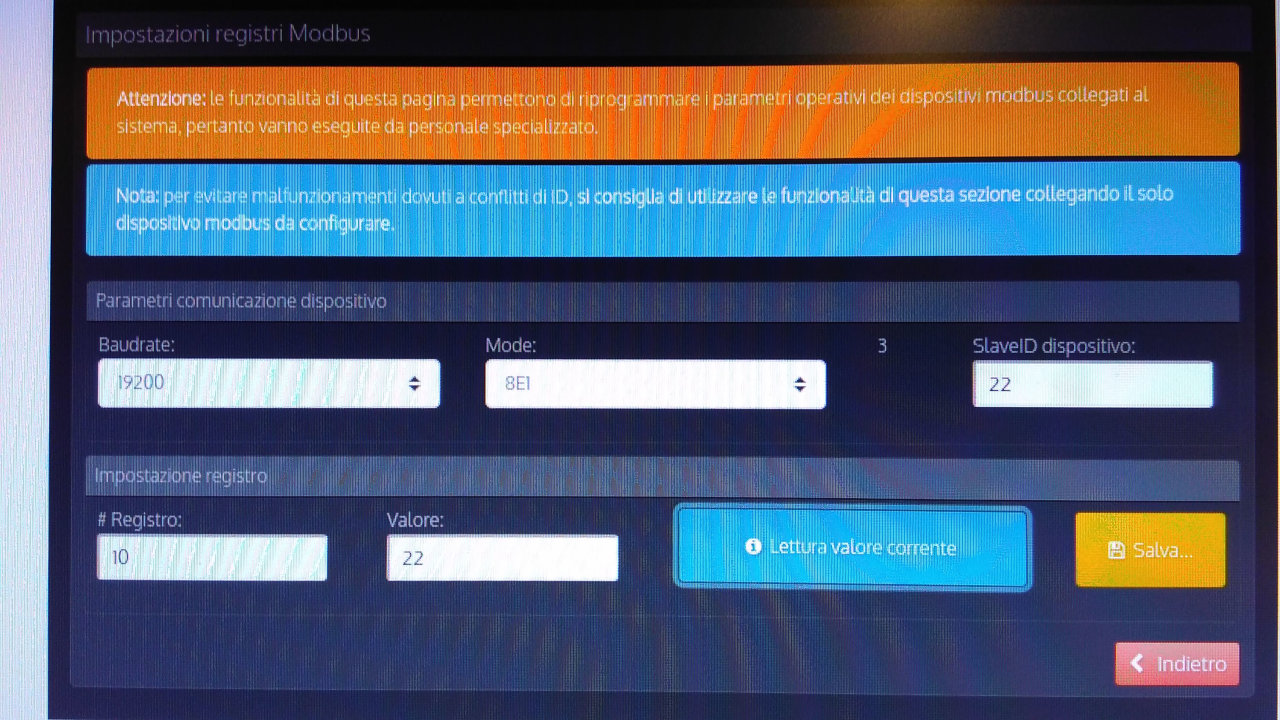 Impostazioni registri Modbus
Attenzione: le funzionalità di questa pagina permettono di riprogrammare i parametri operativi dei dispositivi modbus collegati al
sistema, pertanto vanno eseguite da personale specializzato.
Nota: per evitare malfunzionamenti dovuti a conflitti di ID, si consiglia di utilizzare le funzionalità di questa sezione collegando il solo
dispositivo modbus da configurare.
Parametri comunicazione dispositivo
Baudrate: Mode: 3 SlaveID dispositivo:
19200 8E1 22
Impostazione registro
# Registro: Valore:
10 22 Lettura valore corrente Salva...
Indietro